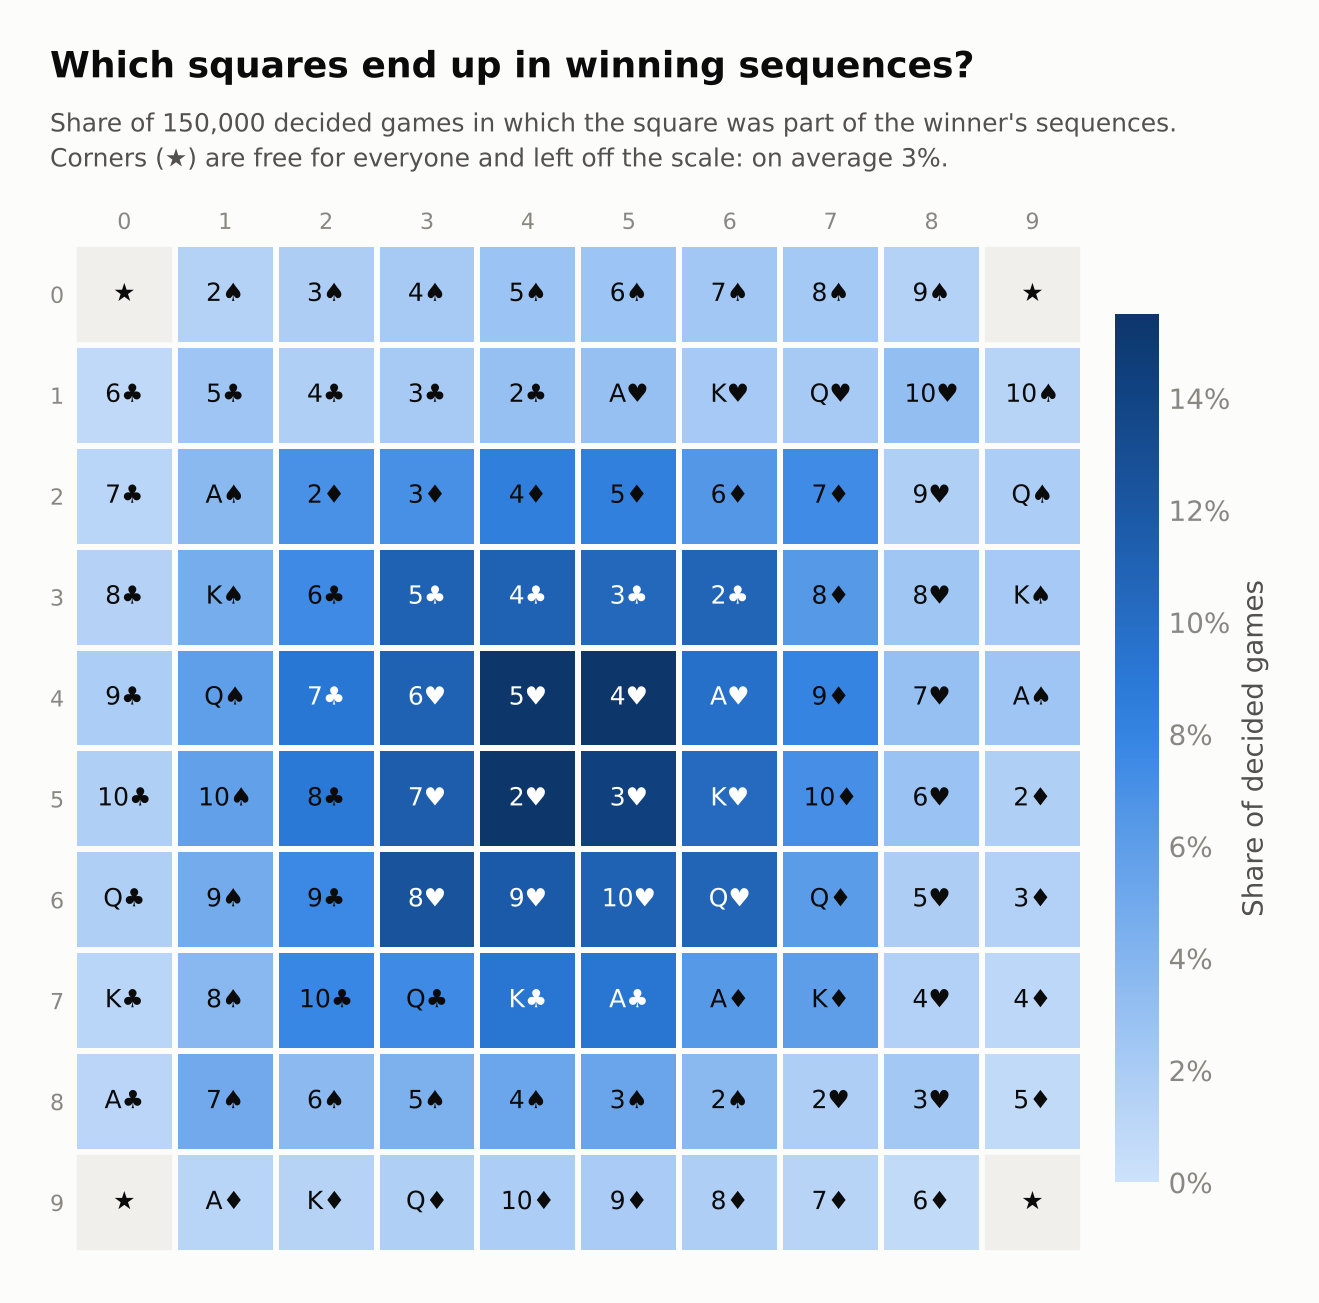 Which squares end up in winning sequences?
Share of 150,000 decided games in which the square was part of the winner's sequences.
Corners (★) are free for everyone and left off the scale: on average 3%.
0 1 2 3 4 5 6 7 8 9
0 ★ 2♠ 3♠ 4♠ 5♠ 6♠ 7♠ 8♠ 9♠ ★
1 6♣ 5♣ 4♣ 3♣ 2♣ A♥ K♥ Q♥ 10♥ 10♠
2 7♣ A♠ 2♦ 3♦ 4♦ 5♦ 6♦ 7♦ 9♥ Q♠
3 8♣ K♠ 6♣ 5♣ 4♣ 3♣ 2♣ 8♦ 8♥ K♠
4 9♣ Q♠ 7♣ 6♥ 5♥ 4♥ A♥ 9♦ 7♥ A♠
5 10♣ 10♠ 8♣ 7♥ 2♥ 3♥ K♥ 10♦ 6♥ 2♦
6 Q♣ 9♠ 9♣ 8♥ 9♥ 10♥ Q♥ Q♦ 5♥ 3♦
7 K♣ 8♠ 10♣ Q♣ K♣ A♣ A♦ K♦ 4♥ 4♦
8 A♣ 7♠ 6♠ 5♠ 4♠ 3♠ 2♠ 2♥ 3♥ 5♦
9 ★ A♦ K♦ Q♦ 10♦ 9♦ 8♦ 7♦ 6♦ ★
14%
12%
10%
8%
6%
4%
2%
0%
Share of decided games